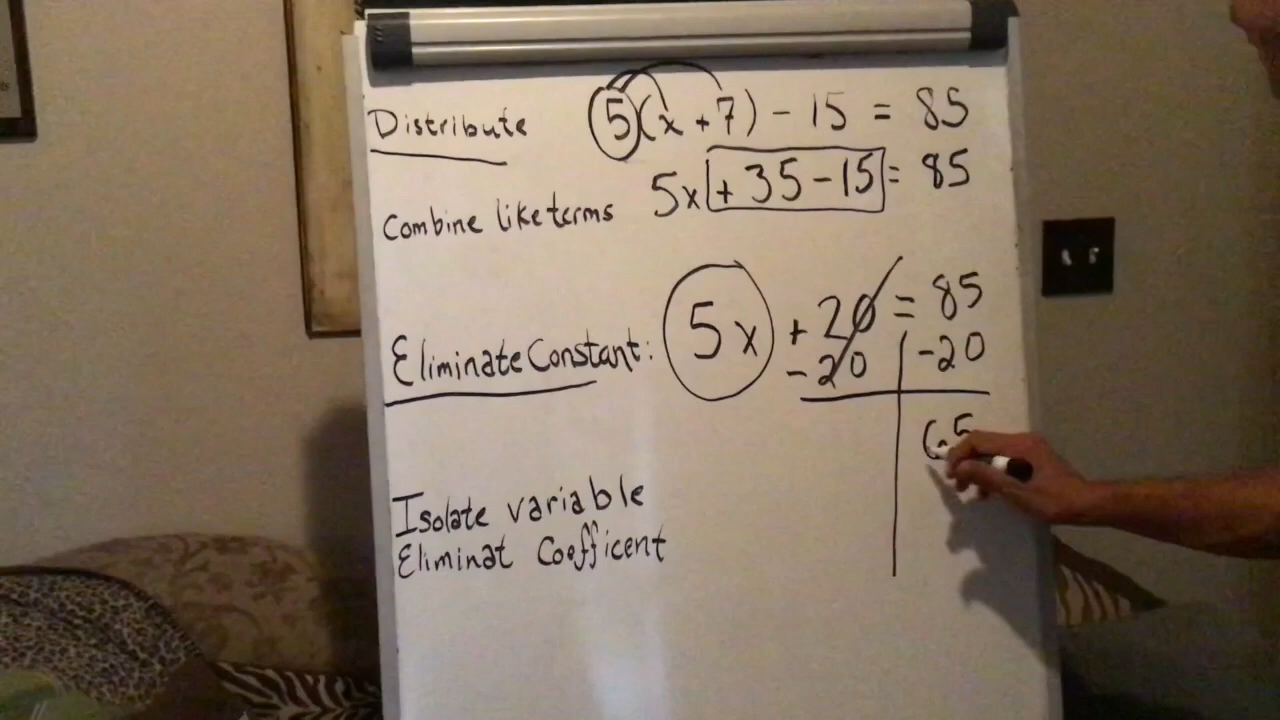 Distribute 5(x + 7) - 15 = 85
Combine like terms 5x + 35 - 15 = 85
Eliminate Constant: 5x + 20 = 85
- 20 - 20
65
Isolate variable
Eliminat Coefficent